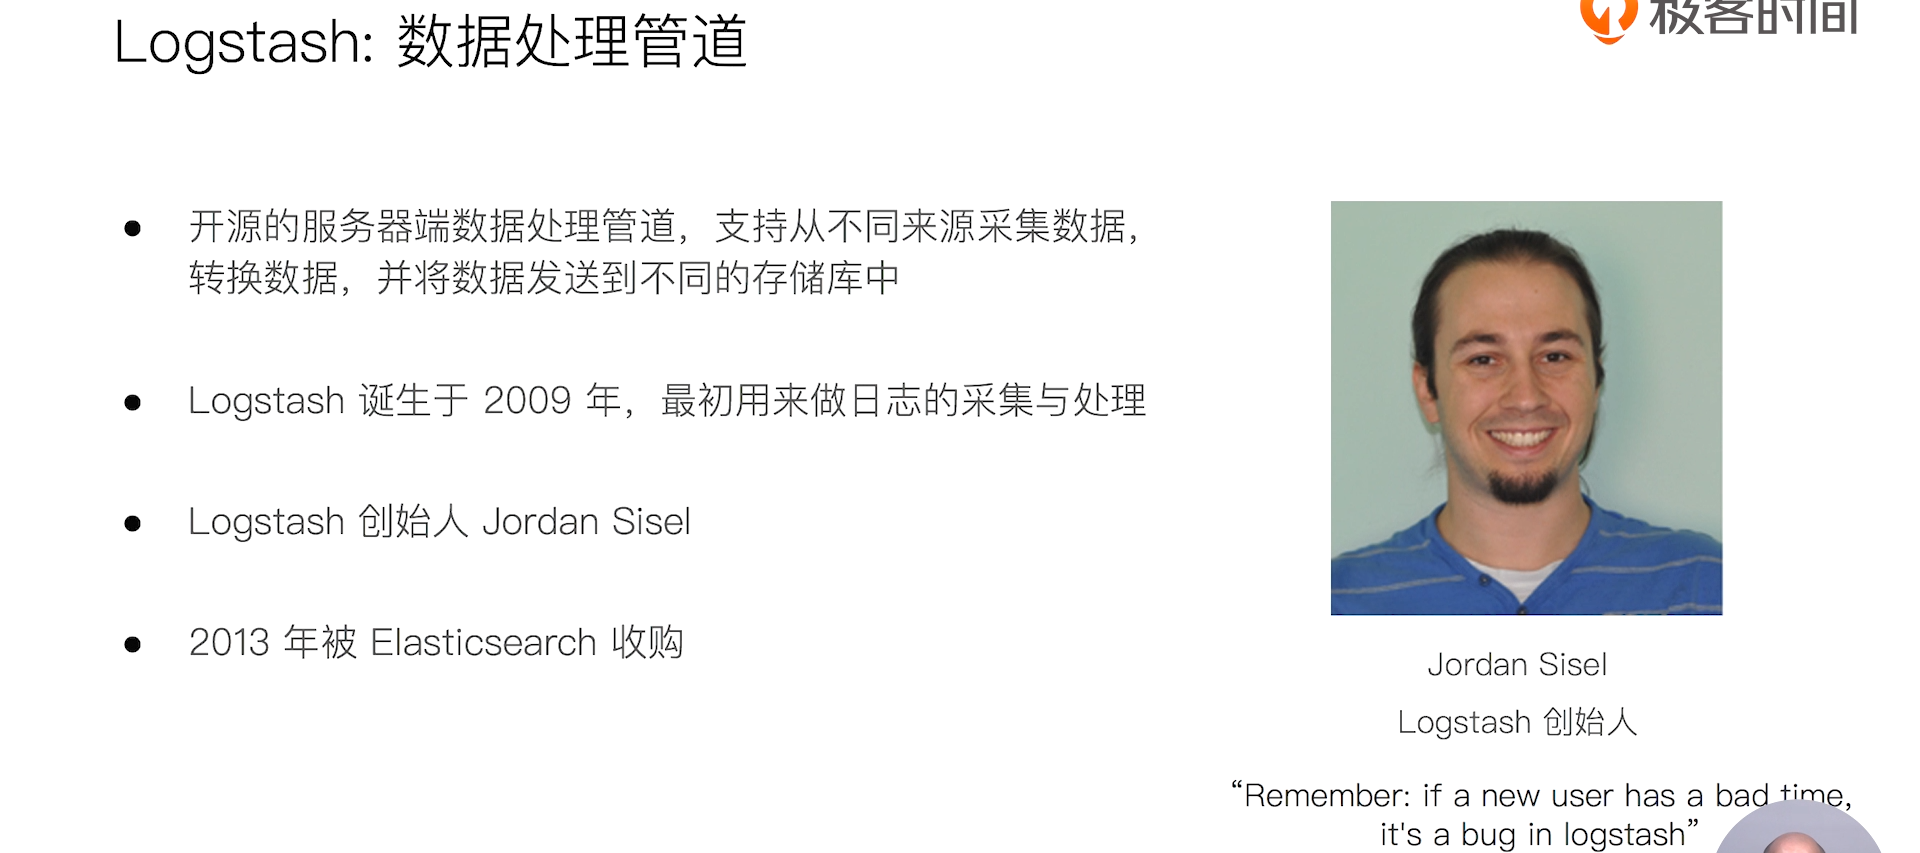 Logstash: 数据处理管道
极客时间
● 开源的服务器端数据处理管道，支持从不同来源采集数据，
转换数据，并将数据发送到不同的存储库中
● Logstash 诞生于 2009 年，最初用来做日志的采集与处理
● Logstash 创始人 Jordan Sisel
● 2013 年被 Elasticsearch 收购
Jordan Sisel
Logstash 创始人
“Remember: if a new user has a bad time,
it's a bug in logstash”